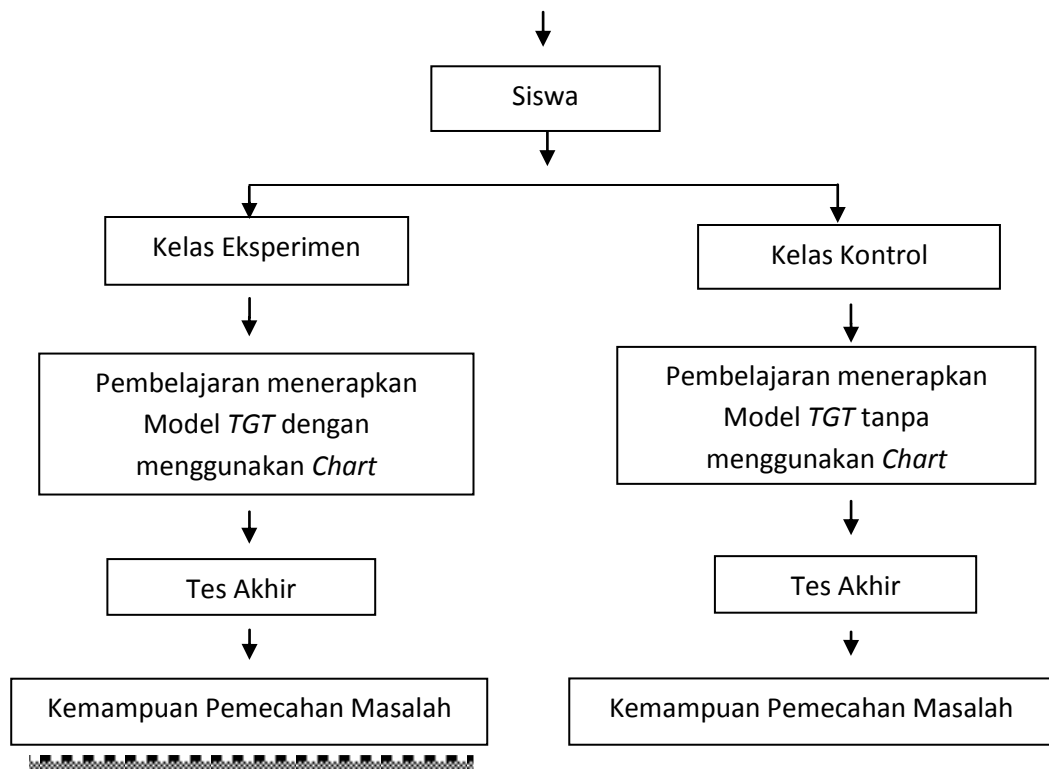 Siswa
Kelas Eksperimen
Kelas Kontrol
Pembelajaran menerapkan
Model TGT dengan
menggunakan Chart
Pembelajaran menerapkan
Model TGT tanpa
menggunakan Chart
Tes Akhir
Tes Akhir
Kemampuan Pemecahan Masalah
Kemampuan Pemecahan Masalah